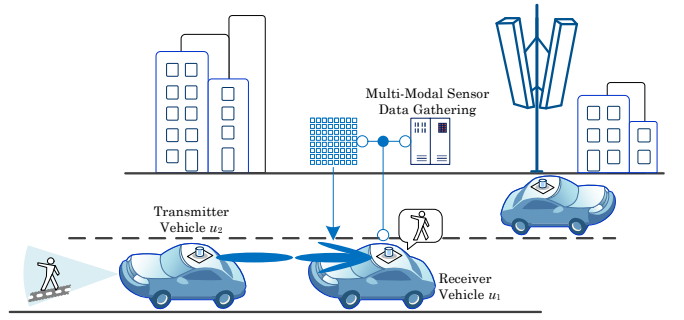 Multi-Modal Sensor
Data Gathering
Transmitter
Vehicle u₂
Receiver
Vehicle u₁